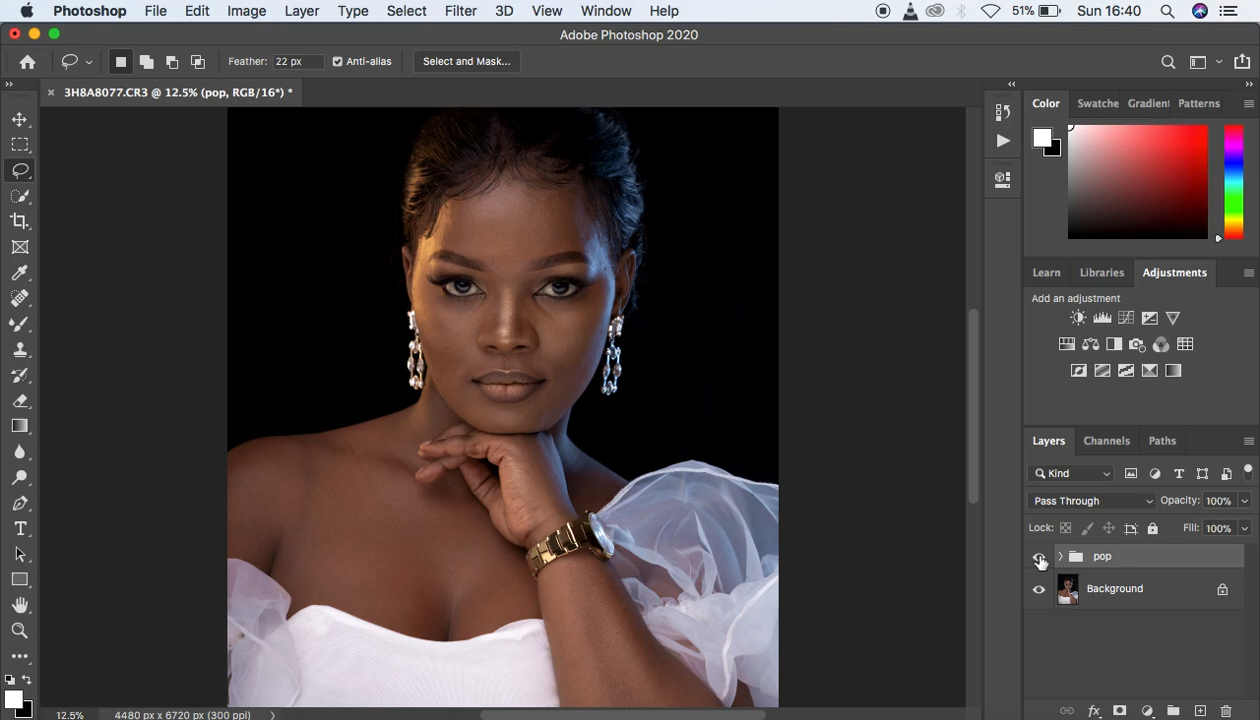 Photoshop File Edit Image Layer Type Select Filter 3D View Window Help 51% Sun 16:40
Adobe Photoshop 2020
Feather: 22 px Anti-alias Select and Mask...
3H8A8077.CR3 @ 12.5% (pop, RGB/16*) *
Color Swatche Gradient Patterns
Learn Libraries Adjustments
Add an adjustment
Layers Channels Paths
Kind
Pass Through Opacity: 100%
Lock: Fill: 100%
pop
Background
12.5% 4480 px x 6720 px (300 ppi)